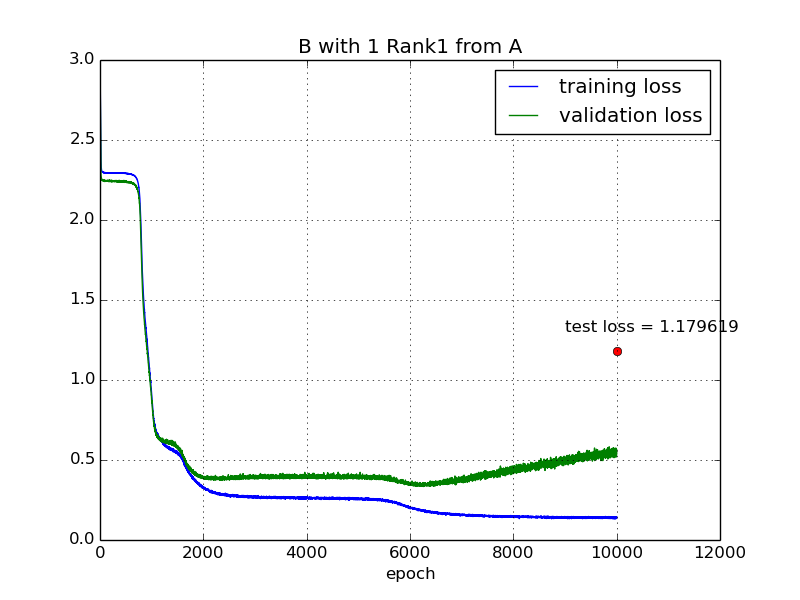 B with 1 Rank1 from A
3.0
training loss
validation loss
2.5
2.0
1.5
test loss = 1.179619
1.0
0.5
0.0
0 2000 4000 6000 8000 10000 12000
epoch